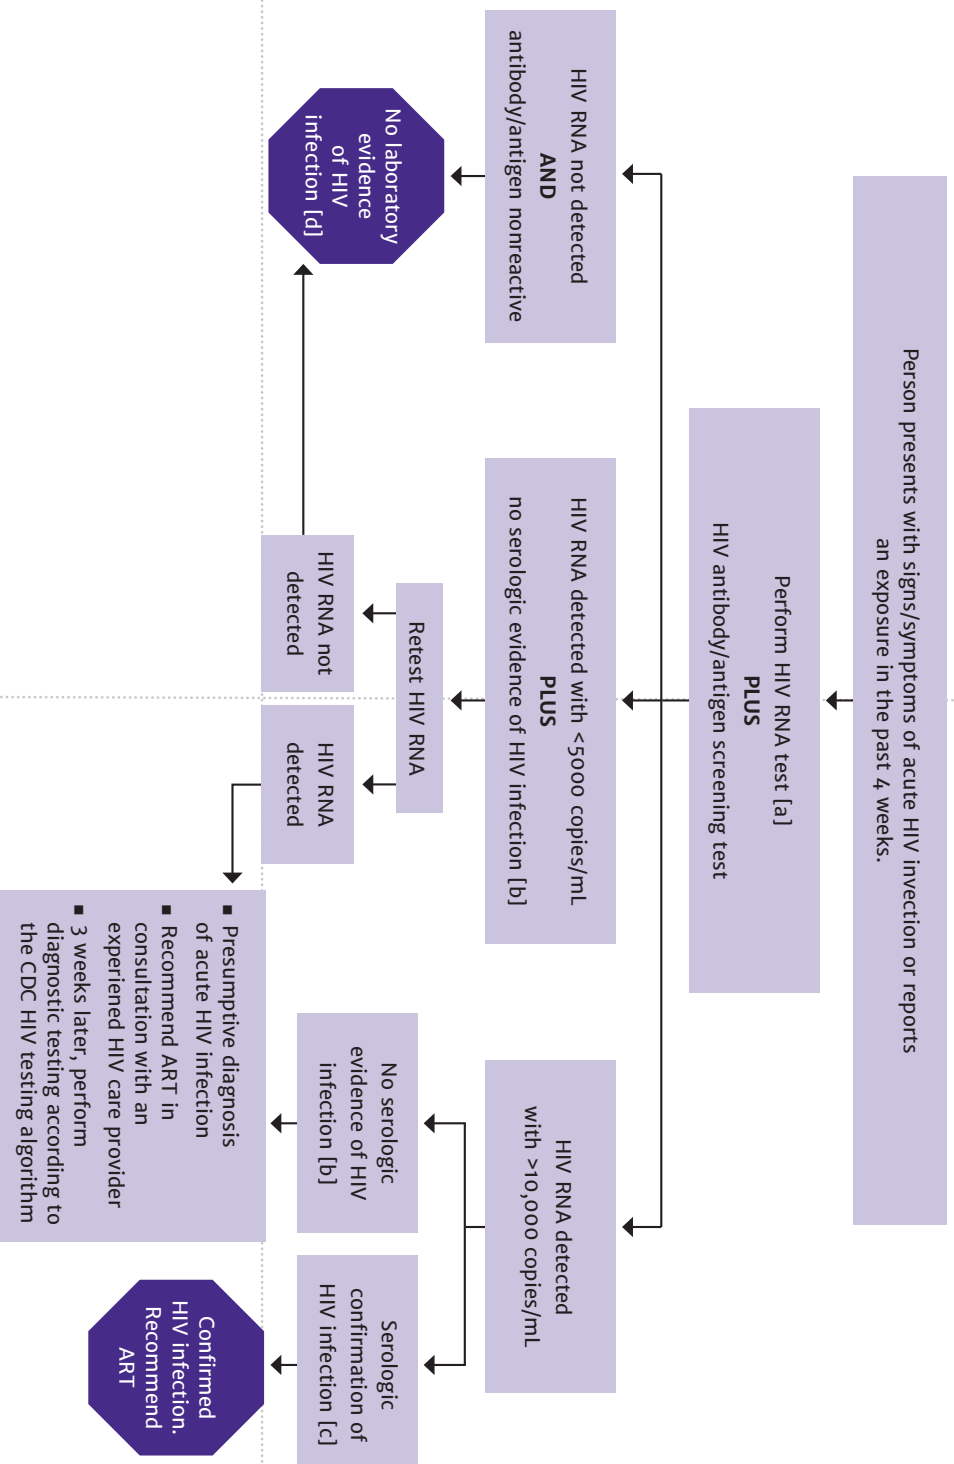 Person presents with signs/symptoms of acute HIV invection or reports
an exposure in the past 4 weeks.
Perform HIV RNA test [a]
PLUS
HIV antibody/antigen screening test
HIV RNA not detected
AND
antibody/antigen nonreactive
HIV RNA detected with <5000 copies/mL
PLUS
no serologic evidence of HIV infection [b]
HIV RNA detected
with >10,000 copies/mL
No laboratory
evidence
of HIV
infection [d]
Retest HIV RNA
HIV RNA not
detected
HIV RNA
detected
No serologic
evidence of HIV
infection [b]
Serologic
confirmation of
HIV infection [c]
■ Presumptive diagnosis
of acute HIV infection
■ Recommend ART in
consultation with an
experiened HIV care provider
■ 3 weeks later, perform
diagnostic testing according to
the CDC HIV testing algorithm
Confirmed
HIV infection.
Recommend
ART